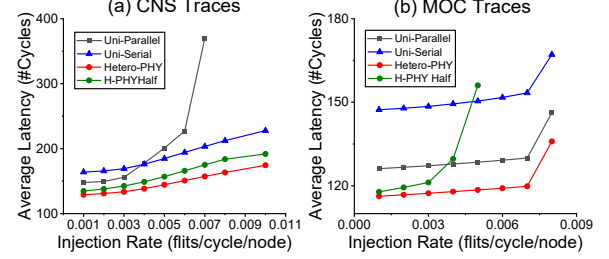 (a) CNS Traces
Average Latency (#Cycles)
400
300
200
100
Uni-Parallel
Uni-Serial
Hetero-PHY
H-PHYHalf
0.001
0.003
0.005
0.007
0.009
0.011
Injection Rate (flits/cycle/node)
(b) MOC Traces
Average Latency (#Cycles)
180
150
120
Uni-Parallel
Uni-Serial
Hetero-PHY
H-PHY Half
0.000
0.003
0.006
0.009
Injection Rate (flits/cycle/node)